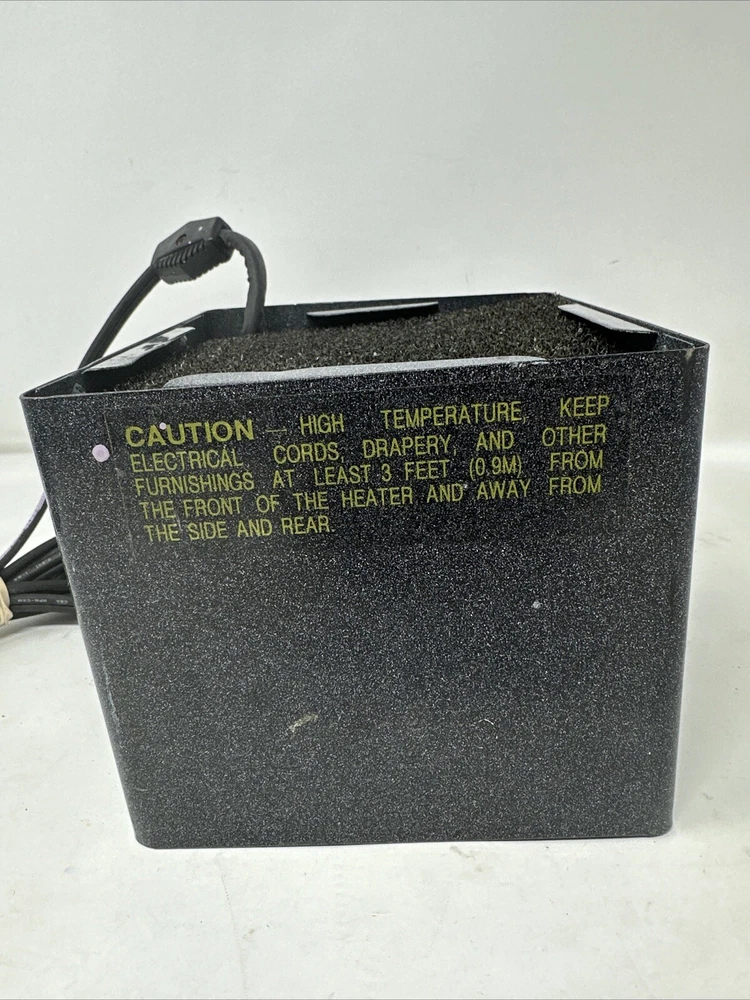 CAUTION — HIGH TEMPERATURE, KEEP
ELECTRICAL CORDS, DRAPERY, AND OTHER
FURNISHINGS AT LEAST 3 FEET (0.9M) FROM
THE FRONT OF THE HEATER AND AWAY FROM
THE SIDE AND REAR.